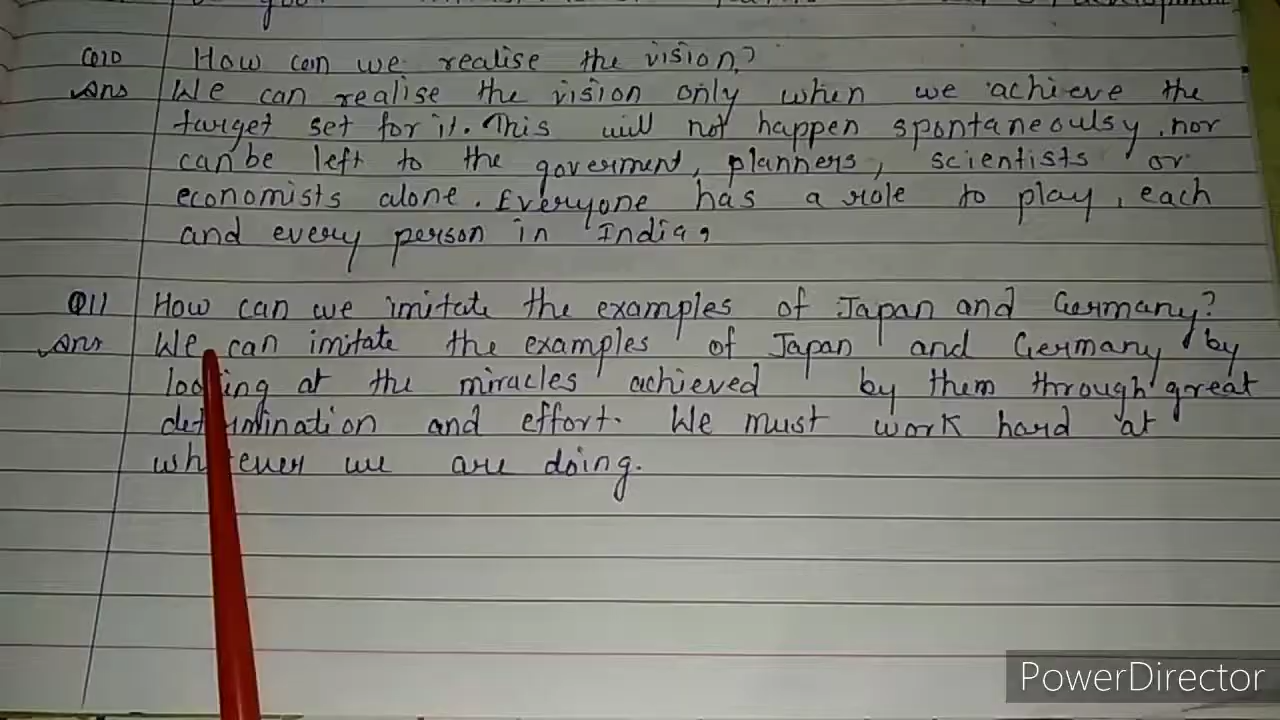 Q10 How can we realise the vision?
Ans We can realise the vision only when we achieve the
target set for it. This will not happen spontaneoulsy, nor
can be left to the goverment, planners, scientists or
economists alone. Everyone has a role to play, each
and every person in India,
Q11 How can we imitate the examples of Japan and Germany?
Ans We can imitate the examples of Japan and Germany by
looking at the miracles achieved by them through great
determination and effort. We must work hard at
whatever we are doing.
PowerDirector